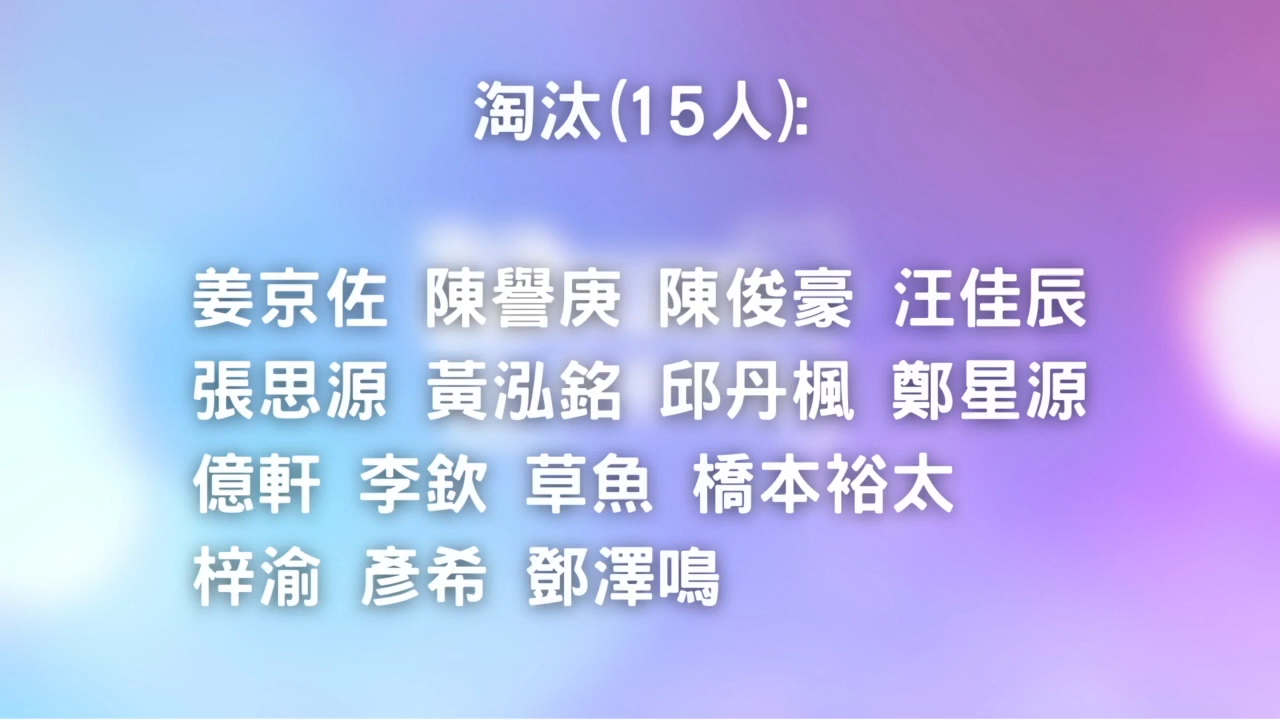 淘汰(15人):
姜京佐 陳譽庚 陳俊豪 汪佳辰
張思源 黃泓銘 邱丹楓 鄭星源
億軒 李欽 草魚 橋本裕太
梓渝 彥希 鄧澤鳴